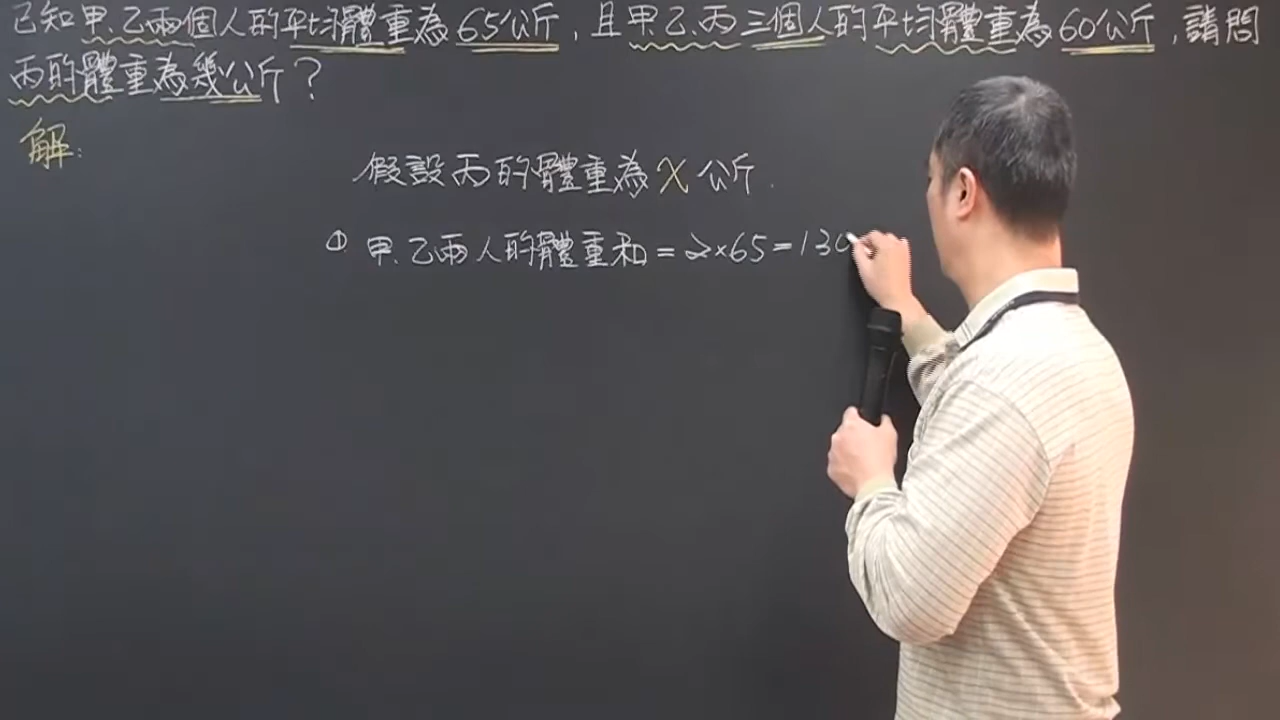 已知甲、乙兩個人的平均體重為65公斤,且甲、乙、丙三個人的平均體重為60公斤,請問
丙的體重為幾公斤?
解:
假設丙的體重為X公斤.
① 甲、乙兩人的體重和=2×65=130